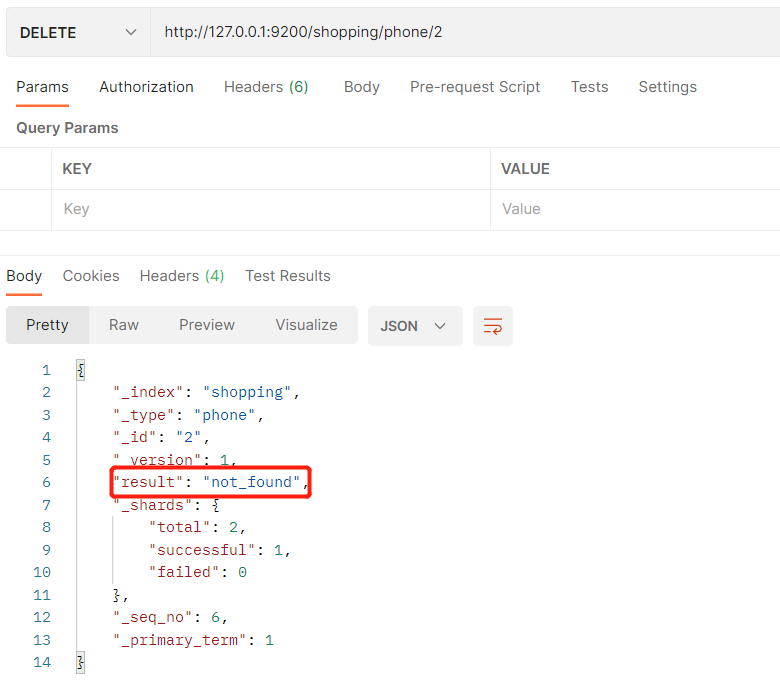 DELETE http://127.0.0.1:9200/shopping/phone/2
Params Authorization Headers (6) Body Pre-request Script Tests Settings
Query Params
KEY VALUE
Key Value
Body Cookies Headers (4) Test Results
Pretty Raw Preview Visualize JSON
1 {
2 "_index": "shopping",
3 "_type": "phone",
4 "_id": "2",
5 "_version": 1,
6 "result": "not_found",
7 "_shards": {
8 "total": 2,
9 "successful": 1,
10 "failed": 0
11 },
12 "_seq_no": 6,
13 "_primary_term": 1
14 }